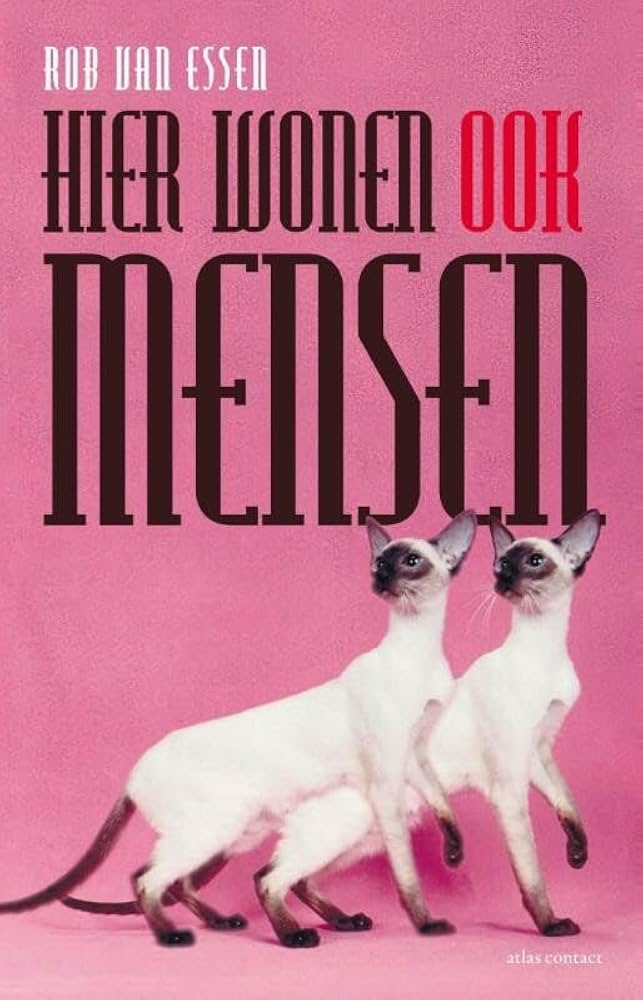 ROB VAN ESSEN
HIER WONEN OOK
MENSEN
atlas contact